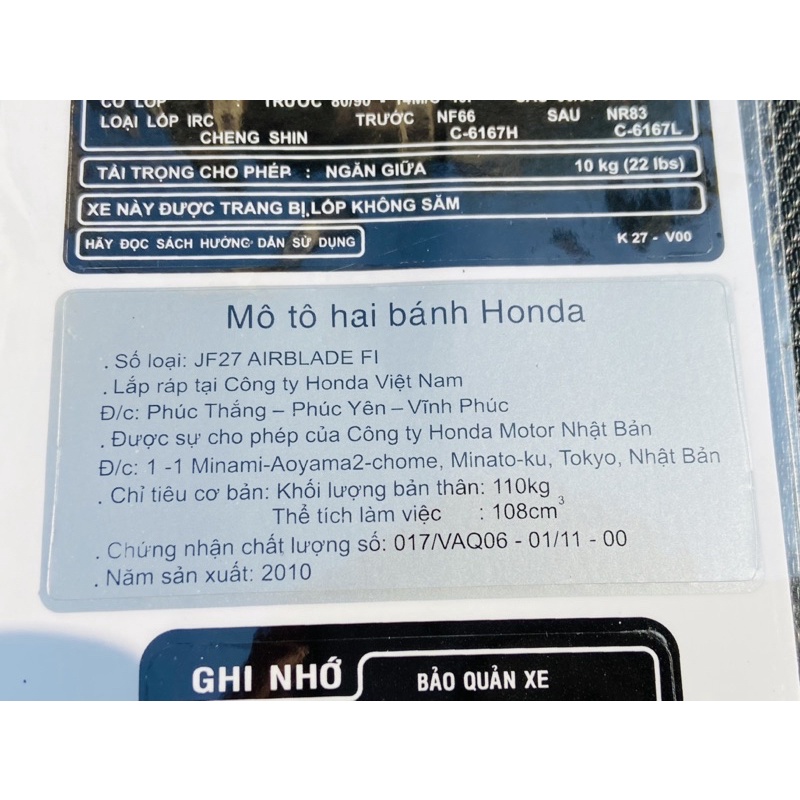 CỠ LỐP TRƯỚC 80/90 - 14M/C
LOẠI LỐP IRC TRƯỚC NF66 SAU NR83
CHENG SHIN C-6167H C-6167L
TẢI TRỌNG CHO PHÉP : NGĂN GIỮA 10 kg (22 lbs)
XE NÀY ĐƯỢC TRANG BỊ LỐP KHÔNG SĂM
HÃY ĐỌC SÁCH HƯỚNG DẪN SỬ DỤNG K 27 - V00
Mô tô hai bánh Honda
. Số loại: JF27 AIRBLADE FI
. Lắp ráp tại Công ty Honda Việt Nam
Đ/c: Phúc Thắng – Phúc Yên – Vĩnh Phúc
. Được sự cho phép của Công ty Honda Motor Nhật Bản
Đ/c: 1 -1 Minami-Aoyama2-chome, Minato-ku, Tokyo, Nhật Bản
. Chỉ tiêu cơ bản: Khối lượng bản thân: 110kg
Thể tích làm việc : 108cm³
. Chứng nhận chất lượng số: 017/VAQ06 - 01/11 - 00
. Năm sản xuất: 2010
GHI NHỚ BẢO QUẢN XE